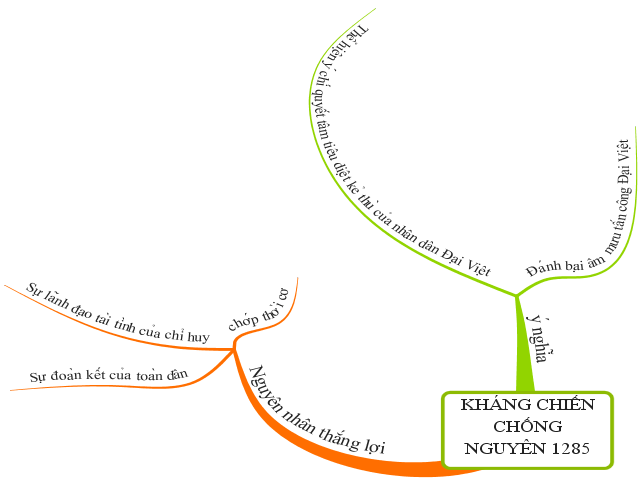 Thể hiện ý chí quyết tâm tiêu diệt kẻ thù của nhân dân Đại Việt
Đánh bại âm mưu tấn công Đại Việt
ý nghĩa
Sự lãnh đạo tài tình của chỉ huy
chớp thời cơ
Sự đoàn kết của toàn dân
Nguyên nhân thắng lợi
KHÁNG CHIẾN
CHỐNG
NGUYÊN 1285